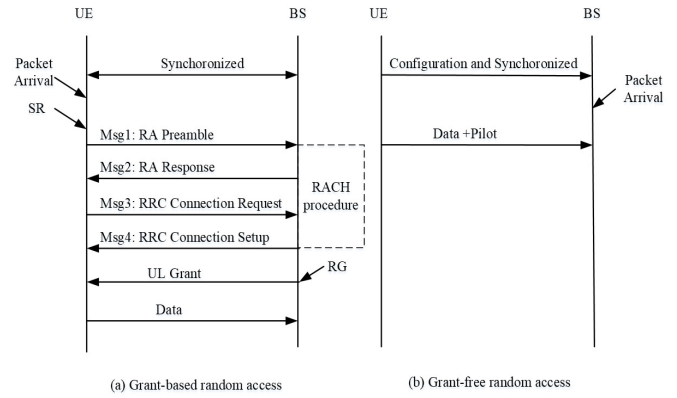 UE
BS
UE
BS
Packet
Arrival
SR
Synchoronized
Msg1: RA Preamble
Msg2: RA Response
Msg3: RRC Connection Request
Msg4: RRC Connection Setup
RACH
procedure
UL Grant
RG
Data
Configuration and Synchoronized
Packet
Arrival
Data +Pilot
(a) Grant-based random access
(b) Grant-free random access